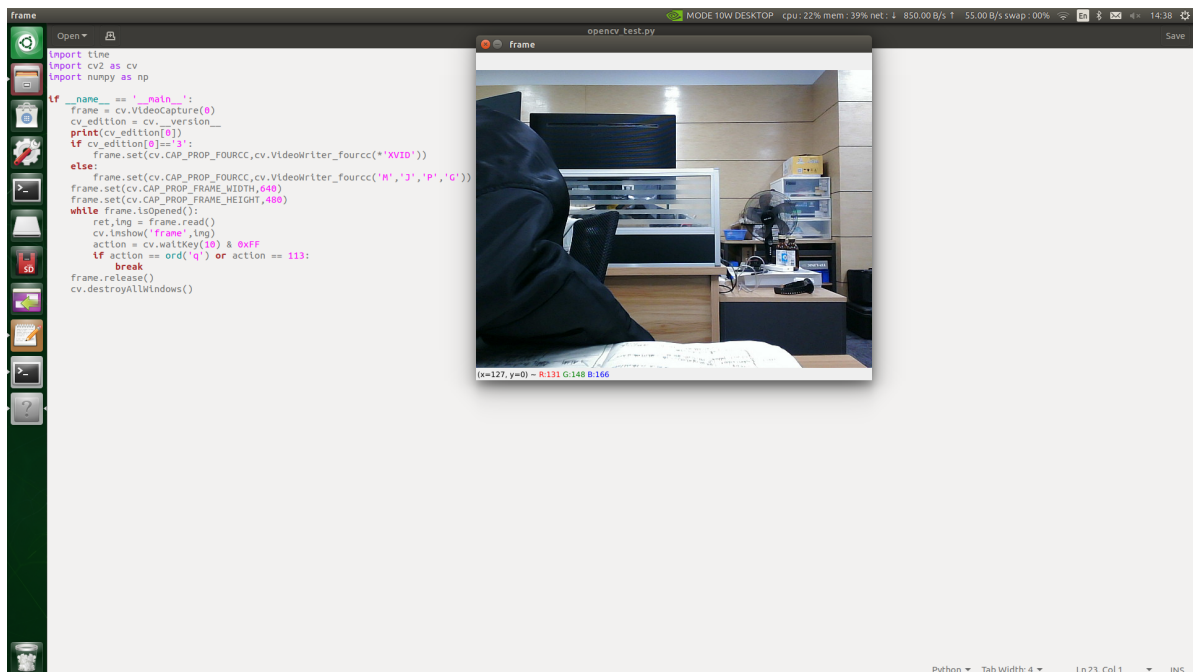 frame
MODE 10W DESKTOP cpu: 22% mem: 39% net: ↓ 850.00 B/s ↑ 55.00 B/s swap: 00%
En
14:38
Open
opencv_test.py
Save
import time
import cv2 as cv
import numpy as np
if __name__ == '__main__':
    frame = cv.VideoCapture(0)
    cv_edition = cv.__version__
    print(cv_edition[0])
    if cv_edition[0]=='3':
        frame.set(cv.CAP_PROP_FOURCC,cv.VideoWriter_fourcc(*'XVID'))
    else:
        frame.set(cv.CAP_PROP_FOURCC,cv.VideoWriter_fourcc('M','J','P','G'))
    frame.set(cv.CAP_PROP_FRAME_WIDTH,640)
    frame.set(cv.CAP_PROP_FRAME_HEIGHT,480)
    while frame.isOpened():
        ret,img = frame.read()
        cv.imshow('frame',img)
        action = cv.waitKey(10) & 0xFF
        if action == ord('q') or action == 113:
            break
    frame.release()
    cv.destroyAllWindows()
frame
(x=127, y=0) ~ R:131 G:148 B:166
SD
Python Tab Width: 4 Ln 23, Col 1 INS